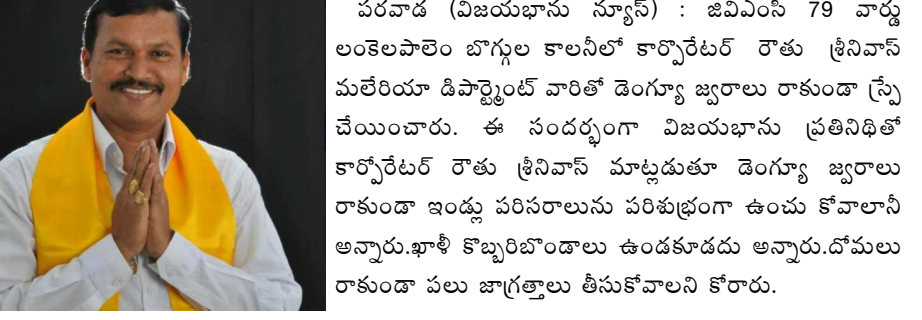 పరవాడ (విజయభాను న్యూస్) : జివిఎంసి 79 వార్డు
లంకెలపాలెం బొగ్గుల కాలనీలో కార్పొరేటర్ రౌతు శ్రీనివాస్
మలేరియా డిపార్ట్మెంట్ వారితో డెంగ్యూ జ్వరాలు రాకుండా స్ప్రే
చేయించారు. ఈ సందర్భంగా విజయభాను ప్రతినిధితో
కార్పోరేటర్ రౌతు శ్రీనివాస్ మాట్లడుతూ డెంగ్యూ జ్వరాలు
రాకుండా ఇండ్లు పరిసరాలును పరిశుభ్రంగా ఉంచు కోవాలానీ
అన్నారు.ఖాళీ కొబ్బరిబొండాలు ఉండకూడదు అన్నారు.దోమలు
రాకుండా పలు జాగ్రత్తాలు తీసుకోవాలని కోరారు.